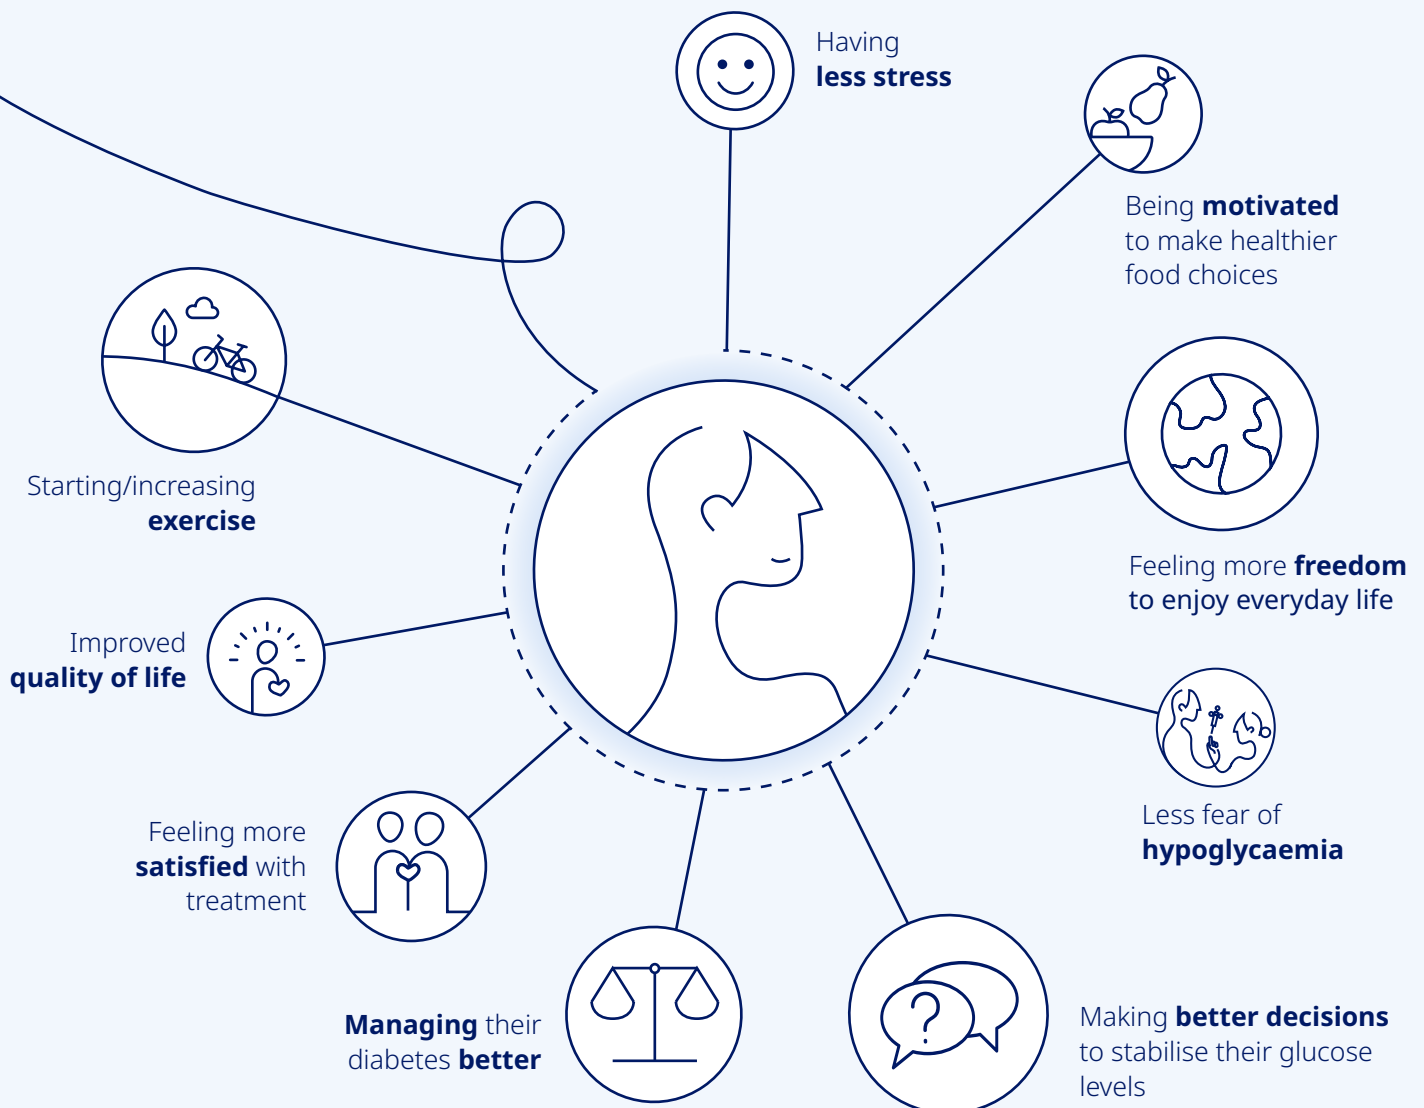 Having
less stress
Being motivated
to make healthier
food choices
Feeling more freedom
to enjoy everyday life
Less fear of
hypoglycaemia
Making better decisions
to stabilise their glucose
levels
Managing their
diabetes better
Feeling more
satisfied with
treatment
Improved
quality of life
Starting/increasing
exercise
?